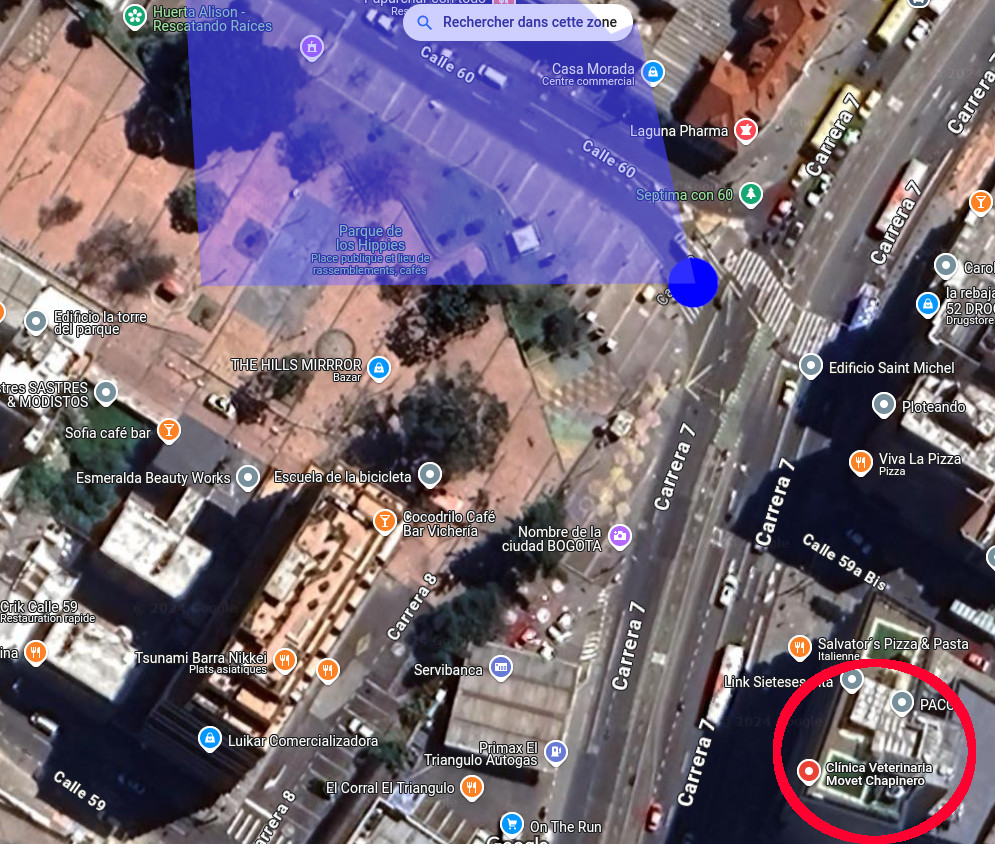 Huerta Alison -
Rescatando Raíces
Rechercher dans cette zone
Calle 60
Casa Morada
Centre commercial
Carrera 7
Carrera 7
Laguna Pharma
Calle 60
Septima con 60
Carrera 7
Parque de
los Hippies
Place publique et lieu de
rassemblements, cafés
Edificio la torre
del parque
la rebaja
52
Drugstore
THE HILLS MIRRROR
Bazar
Edificio Saint Michel
SASTRES
& MODISTOS
Ploteando
Sofia café bar
Viva La Pizza
Pizza
Esmeralda Beauty Works
Escuela de la bicicleta
Carrera 7
Carrera 7
Cocodrilo Café
Bar Vichería
Nombre de la
ciudad BOGOTA
Calle 59a Bis
Crik Calle 59
Restauration rapide
Carrera 8
Carrera 7
Salvator's Pizza & Pasta
Italienne
Tsunami Barra Nikkei
Plats asiatiques
Servibanca
Link
PACO
Luikar Comercializadora
Primax El
Triangulo Autogas
Carrera 7
Clínica Veterinaria
Movet Chapinero
Calle 59
El Corral El Triangulo
Carrera 8
On The Run
Google